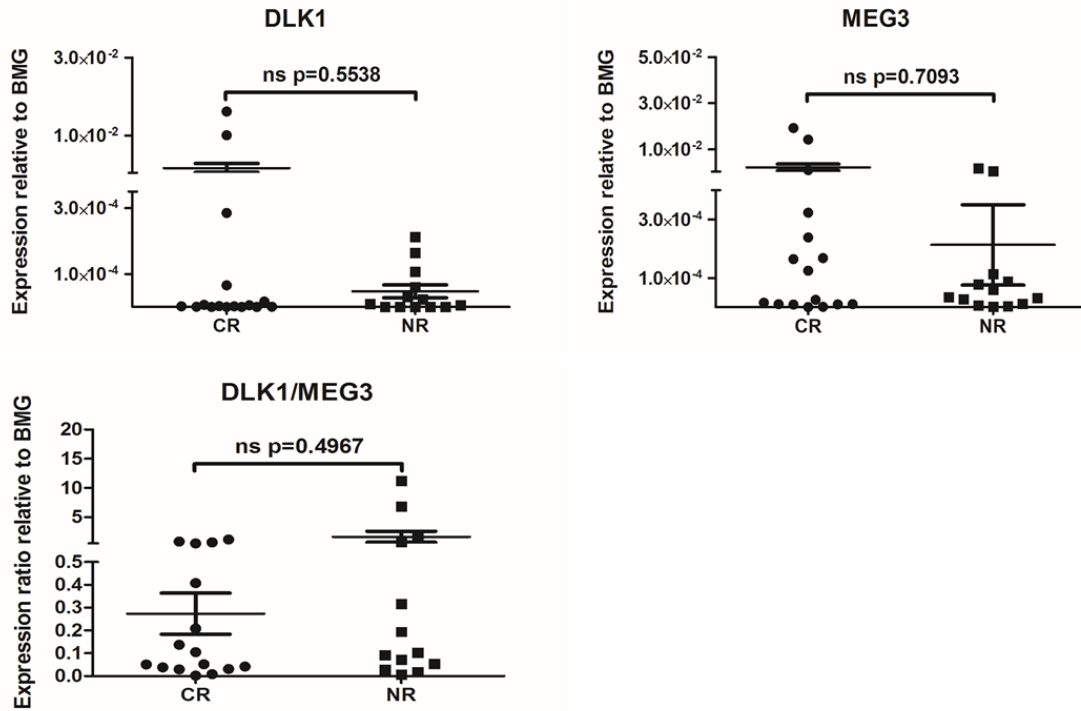 DLK1
Expression relative to BMG
3.0×10⁻²
1.0×10⁻²
3.0×10⁻⁴
1.0×10⁻⁴
ns p=0.5538
CR
NR
MEG3
Expression relative to BMG
5.0×10⁻²
3.0×10⁻²
1.0×10⁻²
3.0×10⁻⁴
1.0×10⁻⁴
ns p=0.7093
CR
NR
DLK1/MEG3
Expression ratio relative to BMG
20
15
10
5
0.5
0.4
0.3
0.2
0.1
0.0
ns p=0.4967
CR
NR